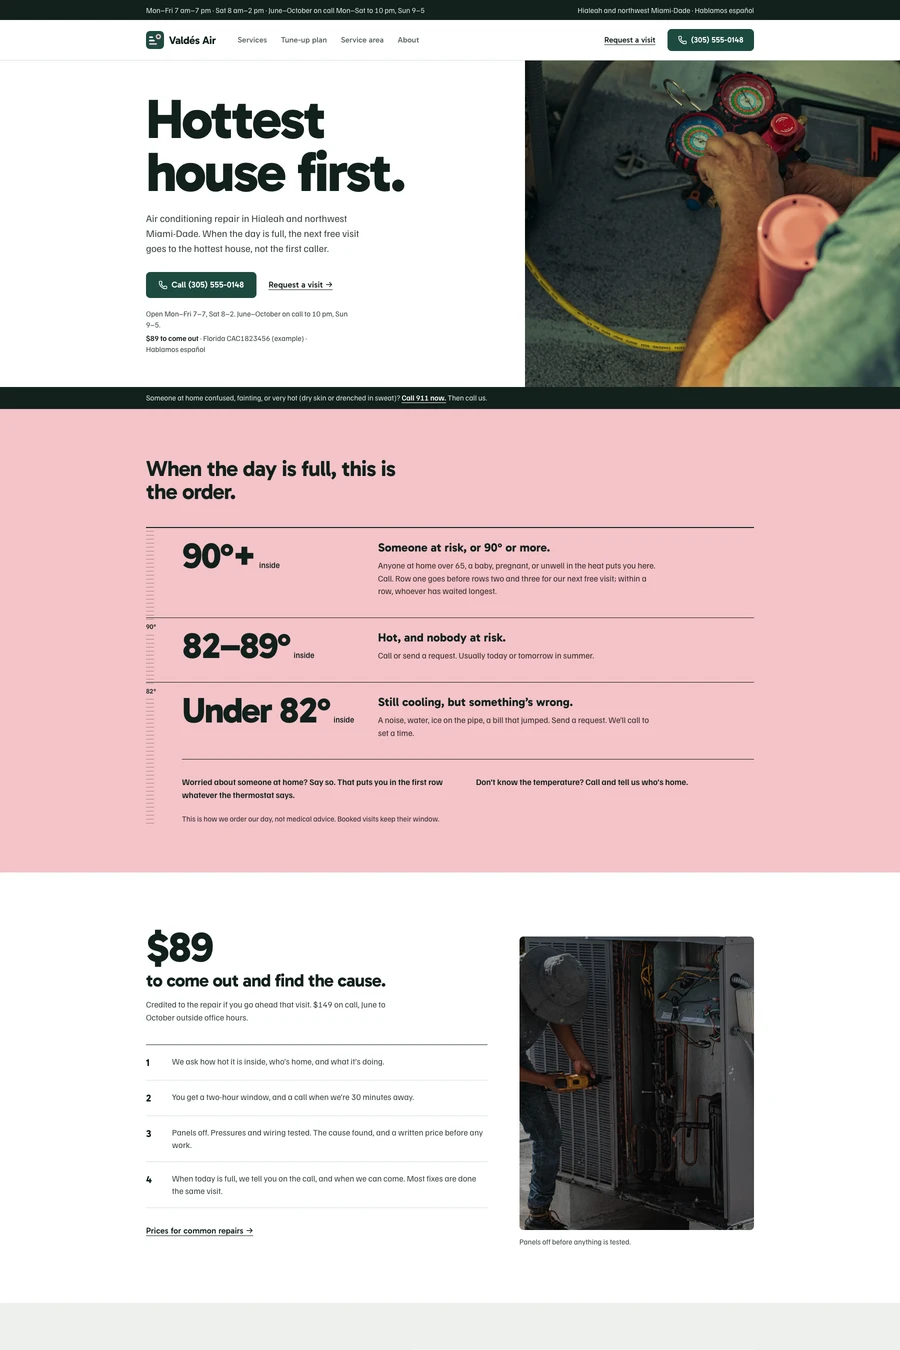 Mon–Fri 7 am–7 pm · Sat 8 am–2 pm · June–October on call Mon–Sat to 10 pm, Sun 9–5
Hialeah and northwest Miami-Dade · Hablamos español
Valdés Air
Services
Tune-up plan
Service area
About
Request a visit
(305) 555-0148
Hottest
house first.
Air conditioning repair in Hialeah and northwest
Miami-Dade. When the day is full, the next free visit
goes to the hottest house, not the first caller.
Call (305) 555-0148
Request a visit →
Open Mon–Fri 7–7, Sat 8–2. June–October on call to 10 pm, Sun
9–5.
$89 to come out · Florida CAC1823456 (example) ·
Hablamos español
Someone at home confused, fainting, or very hot (dry skin or drenched in sweat)? Call 911 now. Then call us.
When the day is full, this is
the order.
90°+ inside
Someone at risk, or 90° or more.
Anyone at home over 65, a baby, pregnant, or unwell in the heat puts you here.
Call. Row one goes before rows two and three for our next free visit; within a
row, whoever has waited longest.
90°
82–89° inside
Hot, and nobody at risk.
Call or send a request. Usually today or tomorrow in summer.
82°
Under 82° inside
Still cooling, but something's wrong.
A noise, water, ice on the pipe, a bill that jumped. Send a request. We'll call to
set a time.
Worried about someone at home? Say so. That puts you in the first row
whatever the thermostat says.
Don't know the temperature? Call and tell us who's home.
This is how we order our day, not medical advice. Booked visits keep their window.
$89
to come out and find the cause.
Credited to the repair if you go ahead that visit. $149 on call, June to
October outside office hours.
1 We ask how hot it is inside, who's home, and what it's doing.
2 You get a two-hour window, and a call when we're 30 minutes away.
3 Panels off. Pressures and wiring tested. The cause found, and a written price before any
work.
4 When today is full, we tell you on the call, and when we can come. Most fixes are done
the same visit.
Prices for common repairs →
Panels off before anything is tested.